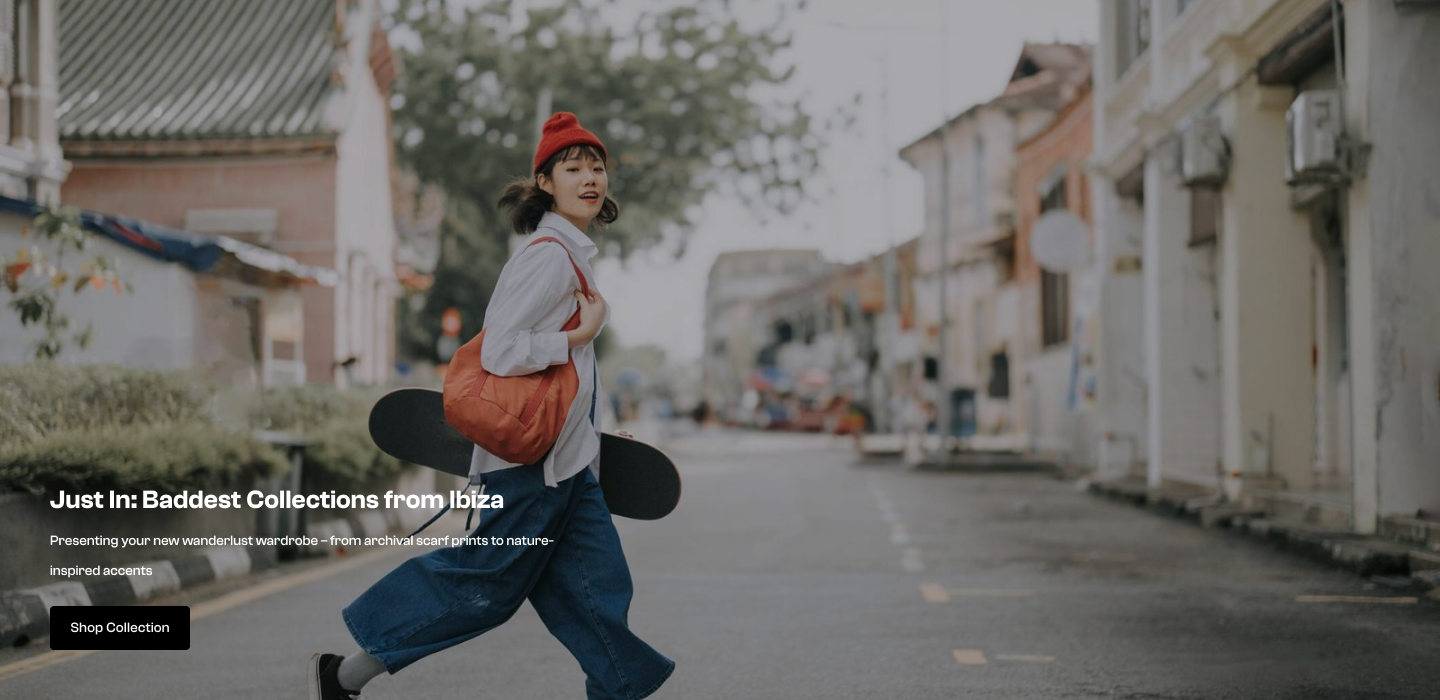 Just In: Baddest Collections from Ibiza
Presenting your new wanderlust wardrobe – from archival scarf prints to nature-
inspired accents
Shop Collection